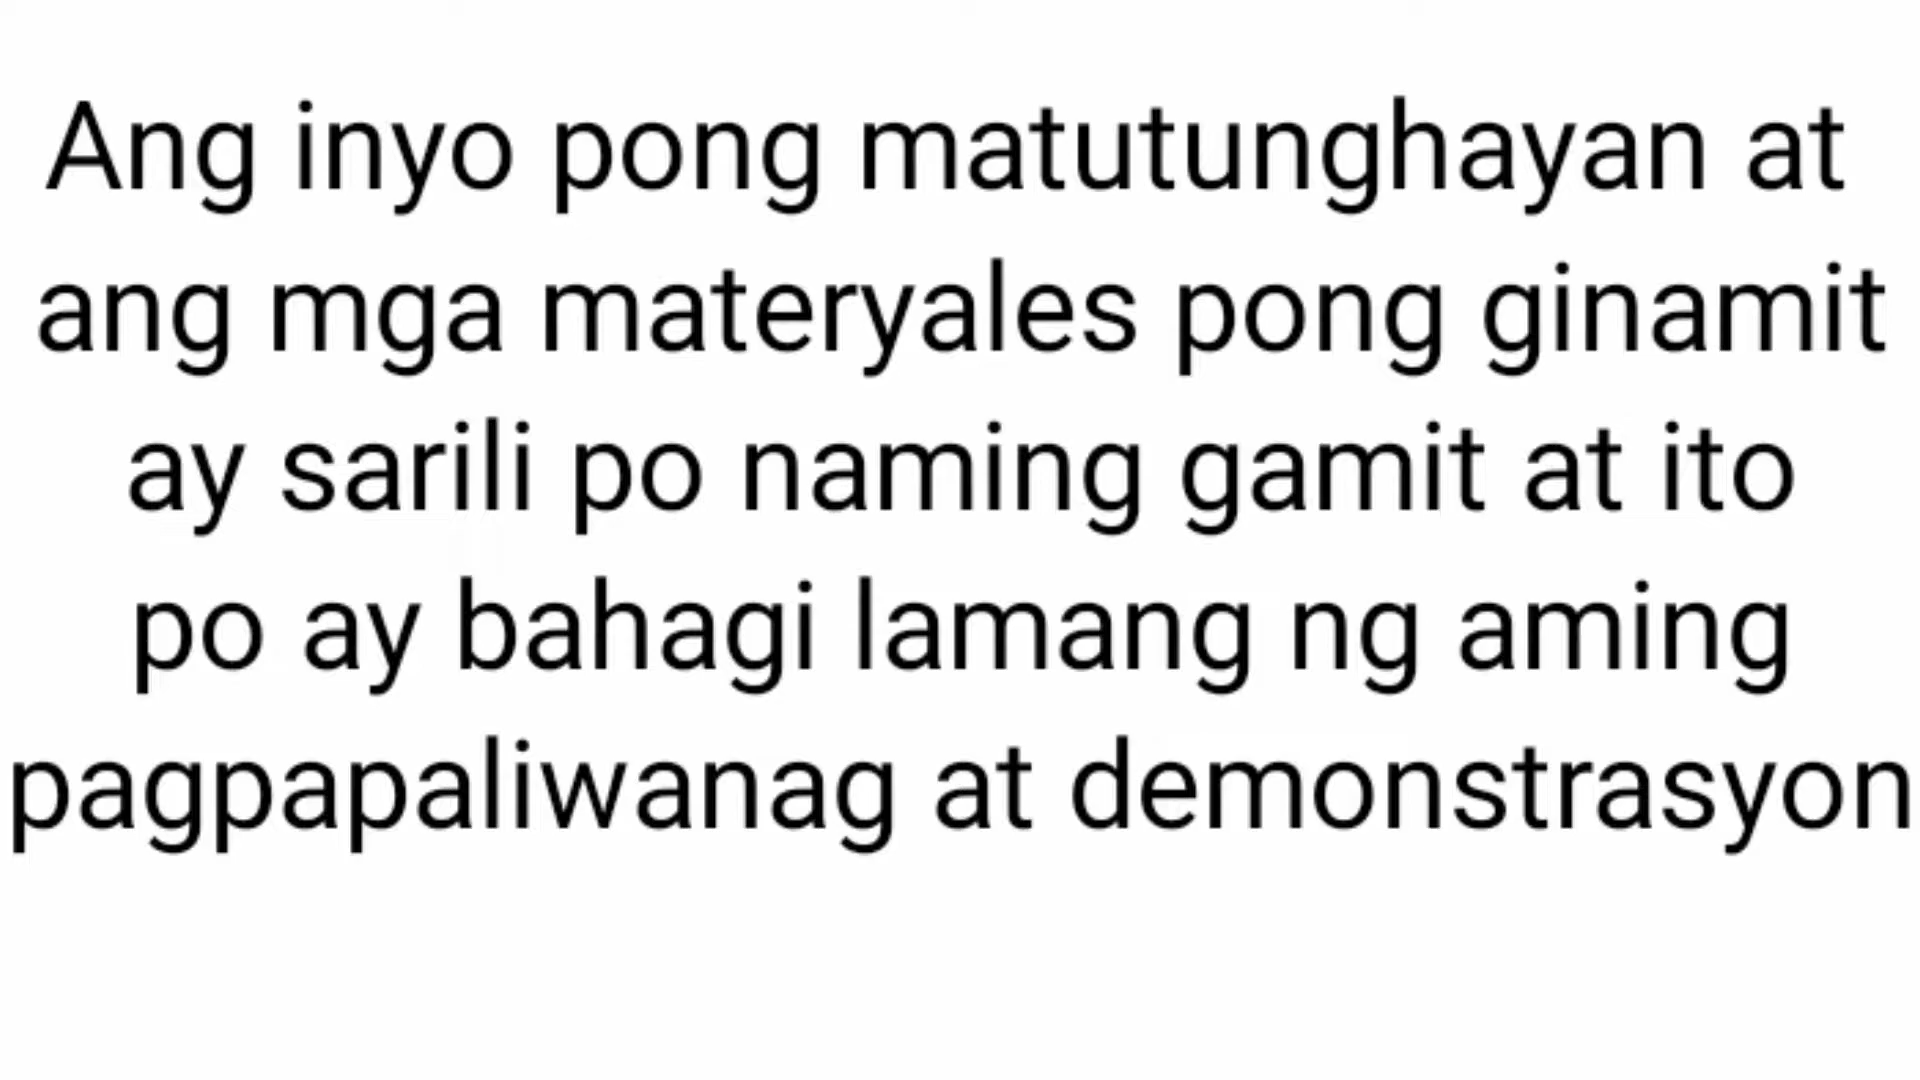 Ang inyo pong matutunghayan at
ang mga materyales pong ginamit
ay sarili po naming gamit at ito
po ay bahagi lamang ng aming
pagpapaliwanag at demonstrasyon